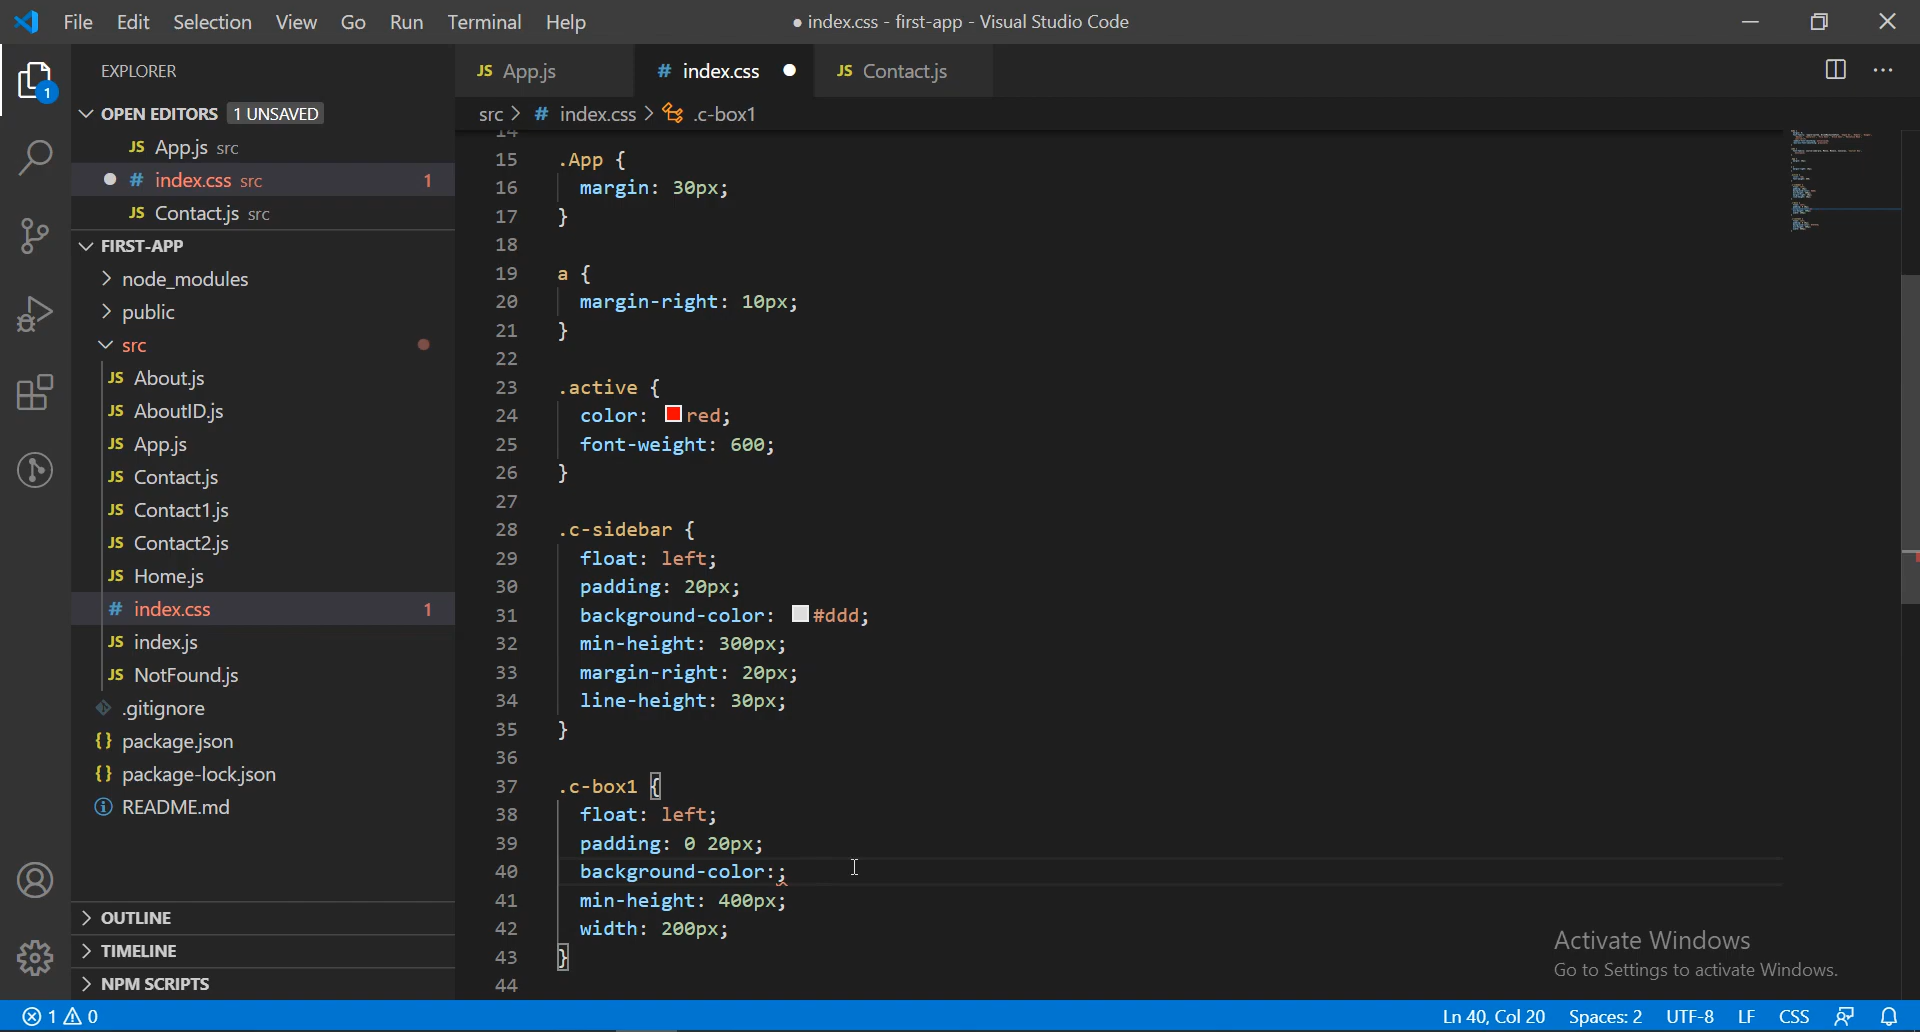 File Edit Selection View Go Run Terminal Help
● index.css - first-app - Visual Studio Code
EXPLORER
OPEN EDITORS 1 UNSAVED
JS App.js src
# index.css src 1
JS Contact.js src
FIRST-APP
node_modules
public
src
JS About.js
JS AboutID.js
JS App.js
JS Contact.js
JS Contact1.js
JS Contact2.js
JS Home.js
# index.css 1
JS index.js
JS NotFound.js
.gitignore
{} package.json
{} package-lock.json
README.md
OUTLINE
TIMELINE
NPM SCRIPTS
JS App.js # index.css ● JS Contact.js
src > # index.css > .c-box1
14
15 .App {
16 margin: 30px;
17 }
18
19 a {
20 margin-right: 10px;
21 }
22
23 .active {
24 color: red;
25 font-weight: 600;
26 }
27
28 .c-sidebar {
29 float: left;
30 padding: 20px;
31 background-color: #ddd;
32 min-height: 300px;
33 margin-right: 20px;
34 line-height: 30px;
35 }
36
37 .c-box1 {
38 float: left;
39 padding: 0 20px;
40 background-color:;
41 min-height: 400px;
42 width: 200px;
43 }
44
Activate Windows
Go to Settings to activate Windows.
1 0 Ln 40, Col 20 Spaces: 2 UTF-8 LF CSS